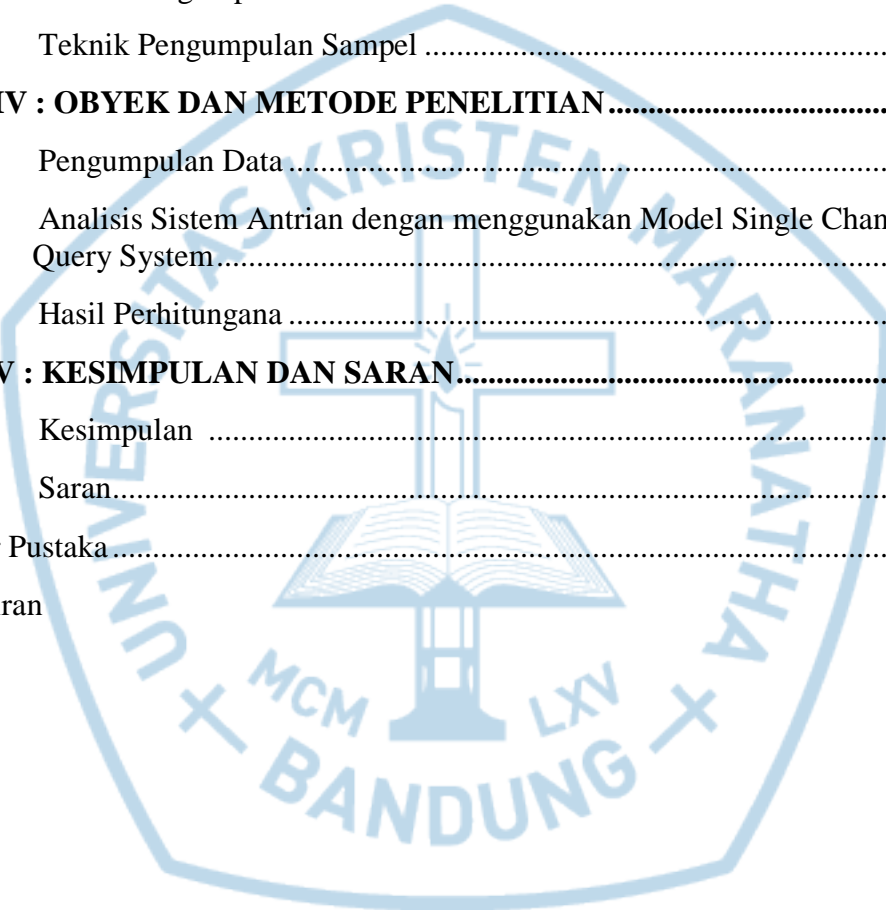 Teknik Pengumpulan Sampel ..........................................................
IV : OBYEK DAN METODE PENELITIAN ...................................
Pengumpulan Data ...........................................................................
Analisis Sistem Antrian dengan menggunakan Model Single Chan
Query System.....................................................................................
Hasil Perhitungana ...........................................................................
V : KESIMPULAN DAN SARAN......................................................
Kesimpulan .....................................................................................
Saran..................................................................................................
Pustaka ..................................................................................................
ran
UNIVERSITAS KRISTEN MARANATHA
MCM LXV
BANDUNG